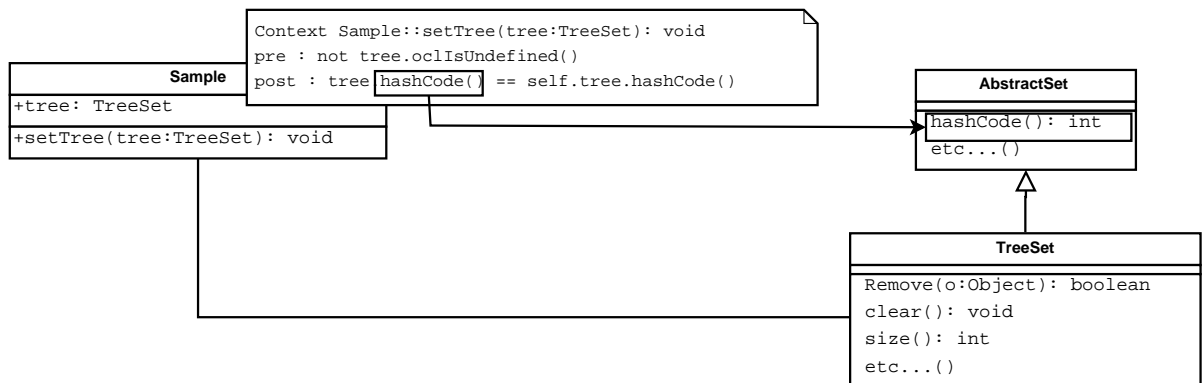 Context Sample::setTree(tree:TreeSet): void
pre : not tree.oclIsUndefined()
post : tree.hashCode() == self.tree.hashCode()
Sample
+tree: TreeSet
+setTree(tree:TreeSet): void
AbstractSet
hashCode(): int
etc...()
TreeSet
Remove(o:Object): boolean
clear(): void
size(): int
etc...()